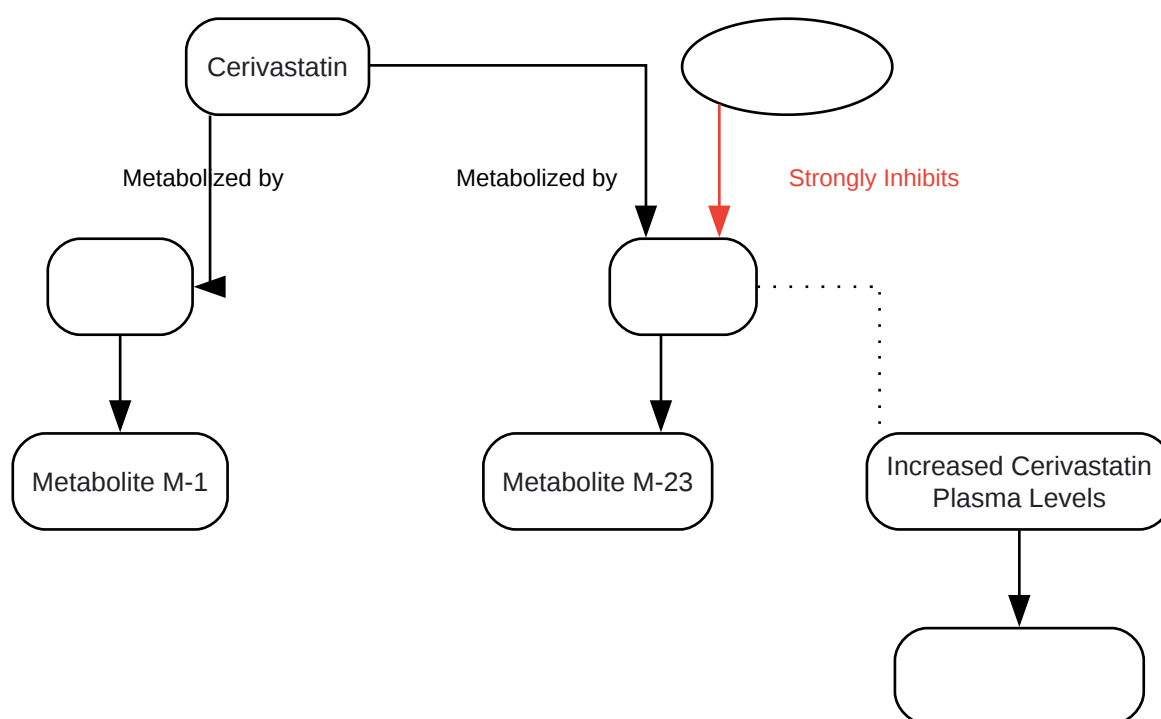 Cerivastatin
Metabolized by
Metabolized by
Strongly Inhibits
Metabolite M-1
Metabolite M-23
Increased Cerivastatin
Plasma Levels